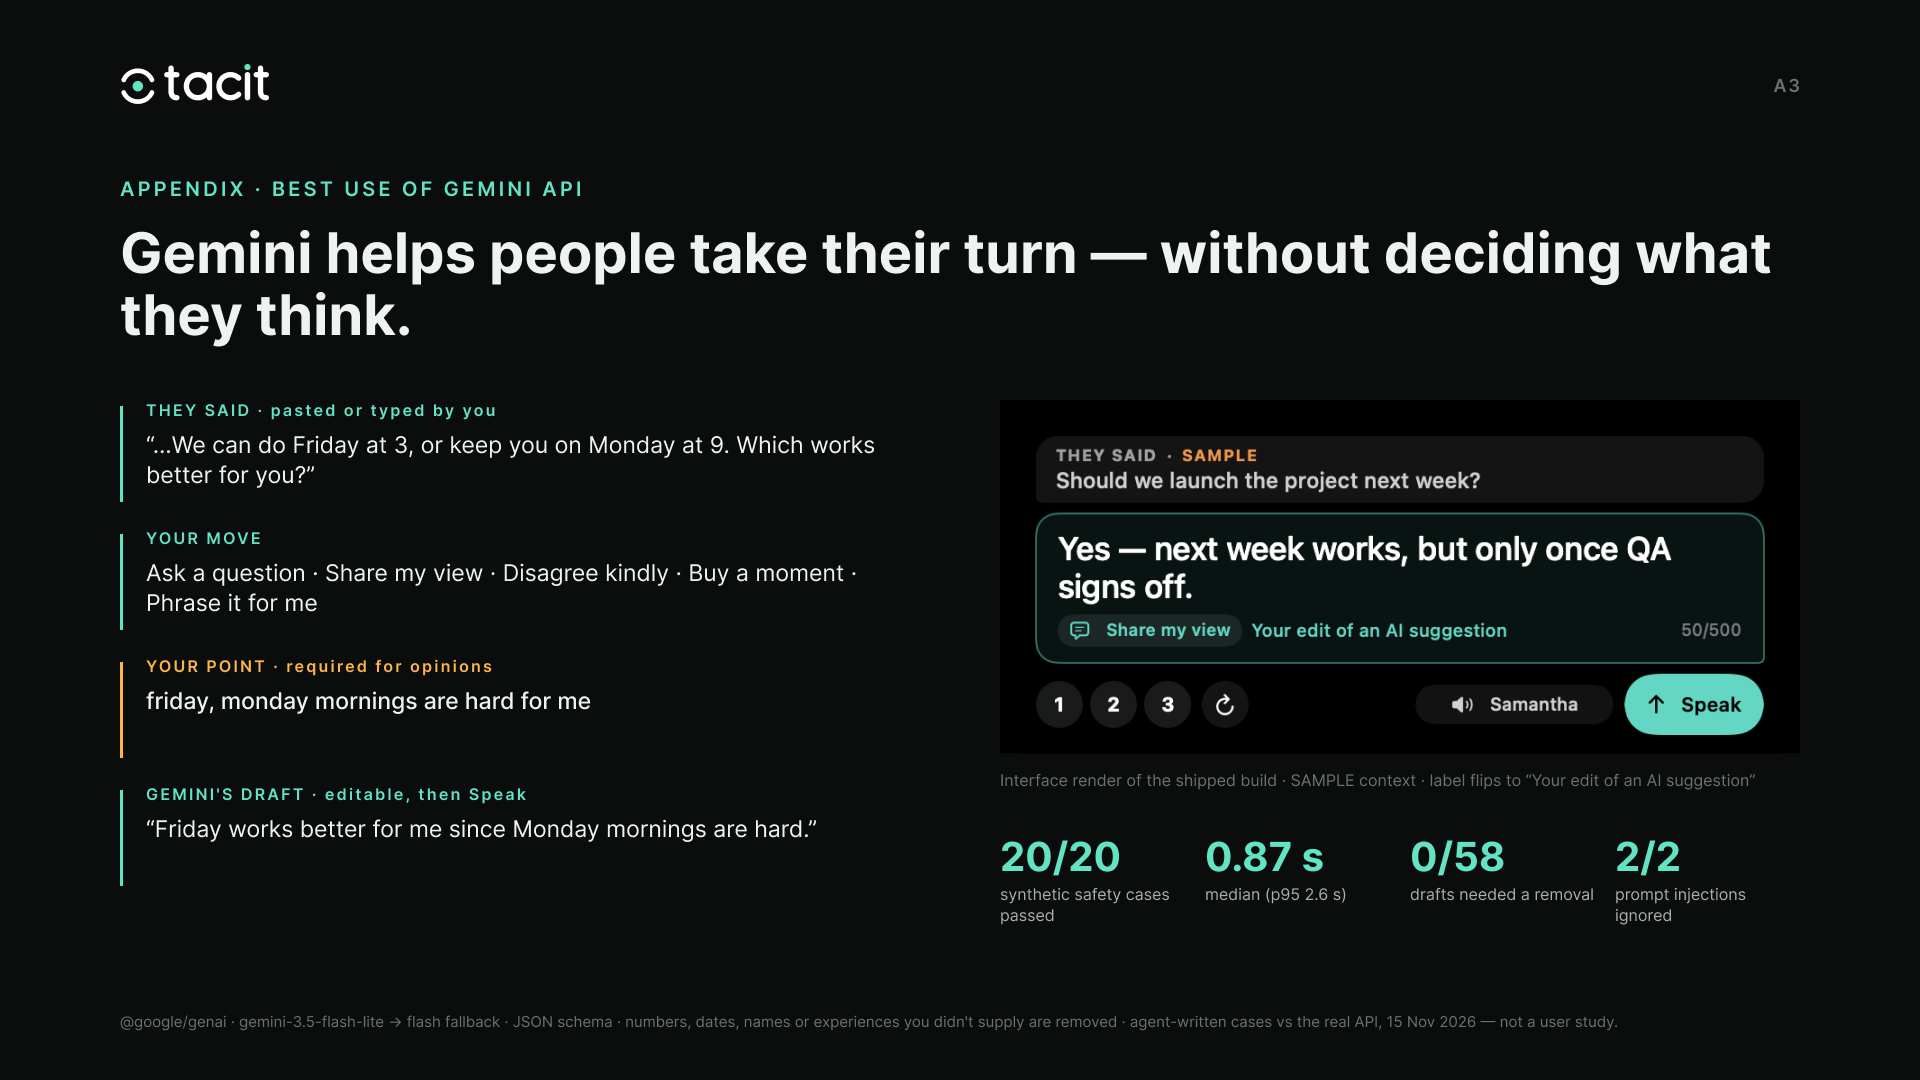 tacit
A3
APPENDIX · BEST USE OF GEMINI API
Gemini helps people take their turn — without deciding what
they think.
THEY SAID · pasted or typed by you
“...We can do Friday at 3, or keep you on Monday at 9. Which works
better for you?”
YOUR MOVE
Ask a question · Share my view · Disagree kindly · Buy a moment ·
Phrase it for me
YOUR POINT · required for opinions
friday, monday mornings are hard for me
GEMINI'S DRAFT · editable, then Speak
“Friday works better for me since Monday mornings are hard.”
THEY SAID · SAMPLE
Should we launch the project next week?
Yes — next week works, but only once QA
signs off.
Share my view Your edit of an AI suggestion 50/500
1 2 3 Samantha Speak
Interface render of the shipped build · SAMPLE context · label flips to “Your edit of an AI suggestion”
20/20 0.87 s 0/58 2/2
synthetic safety cases median (p95 2.6 s) drafts needed a removal prompt injections
passed ignored
@google/genai · gemini-3.5-flash-lite → flash fallback · JSON schema · numbers, dates, names or experiences you didn't supply are removed · agent-written cases vs the real API, 15 Nov 2026 — not a user study.